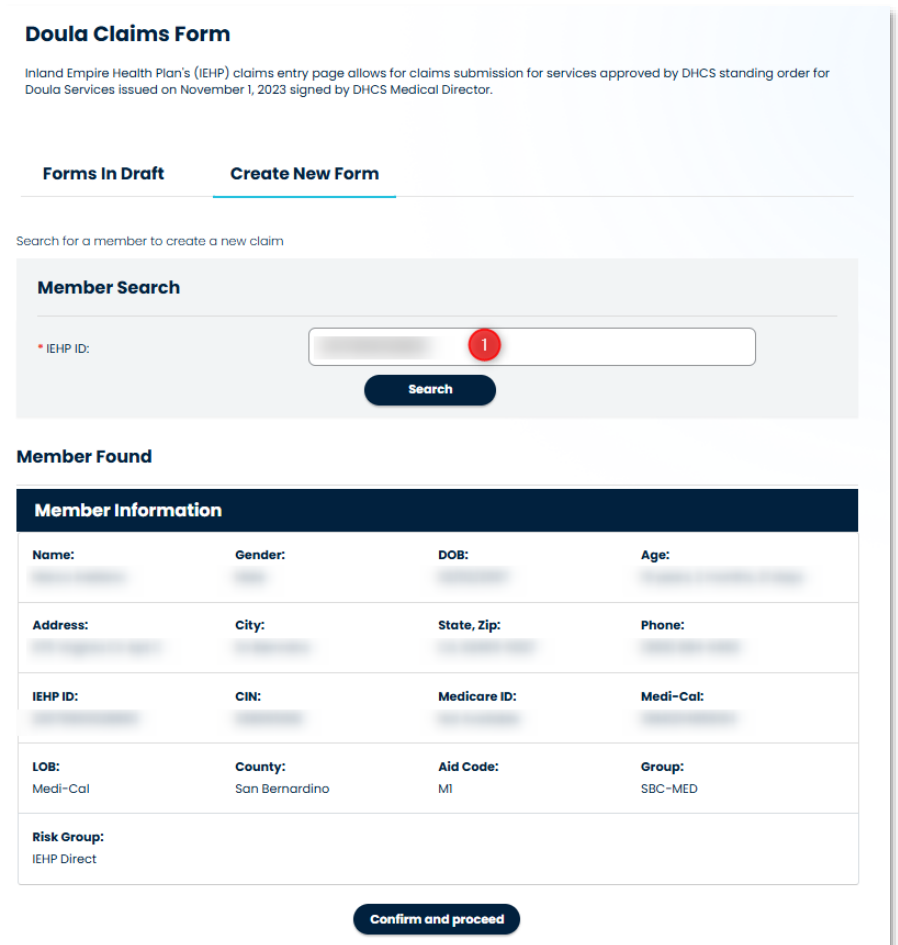 Doula Claims Form
Inland Empire Health Plan's (IEHP) claims entry page allows for claims submission for services approved by DHCS standing order for
Doula Services issued on November 1, 2023 signed by DHCS Medical Director.
Forms In Draft Create New Form
Search for a member to create a new claim
Member Search
* IEHP ID: 1
Search
Member Found
Member Information
Name: Gender: DOB: Age:
Address: City: State, Zip: Phone:
IEHP ID: CIN: Medicare ID: Medi-Cal:
LOB: County: Aid Code: Group:
Medi-Cal San Bernardino M1 SBC-MED
Risk Group:
IEHP Direct
Confirm and proceed